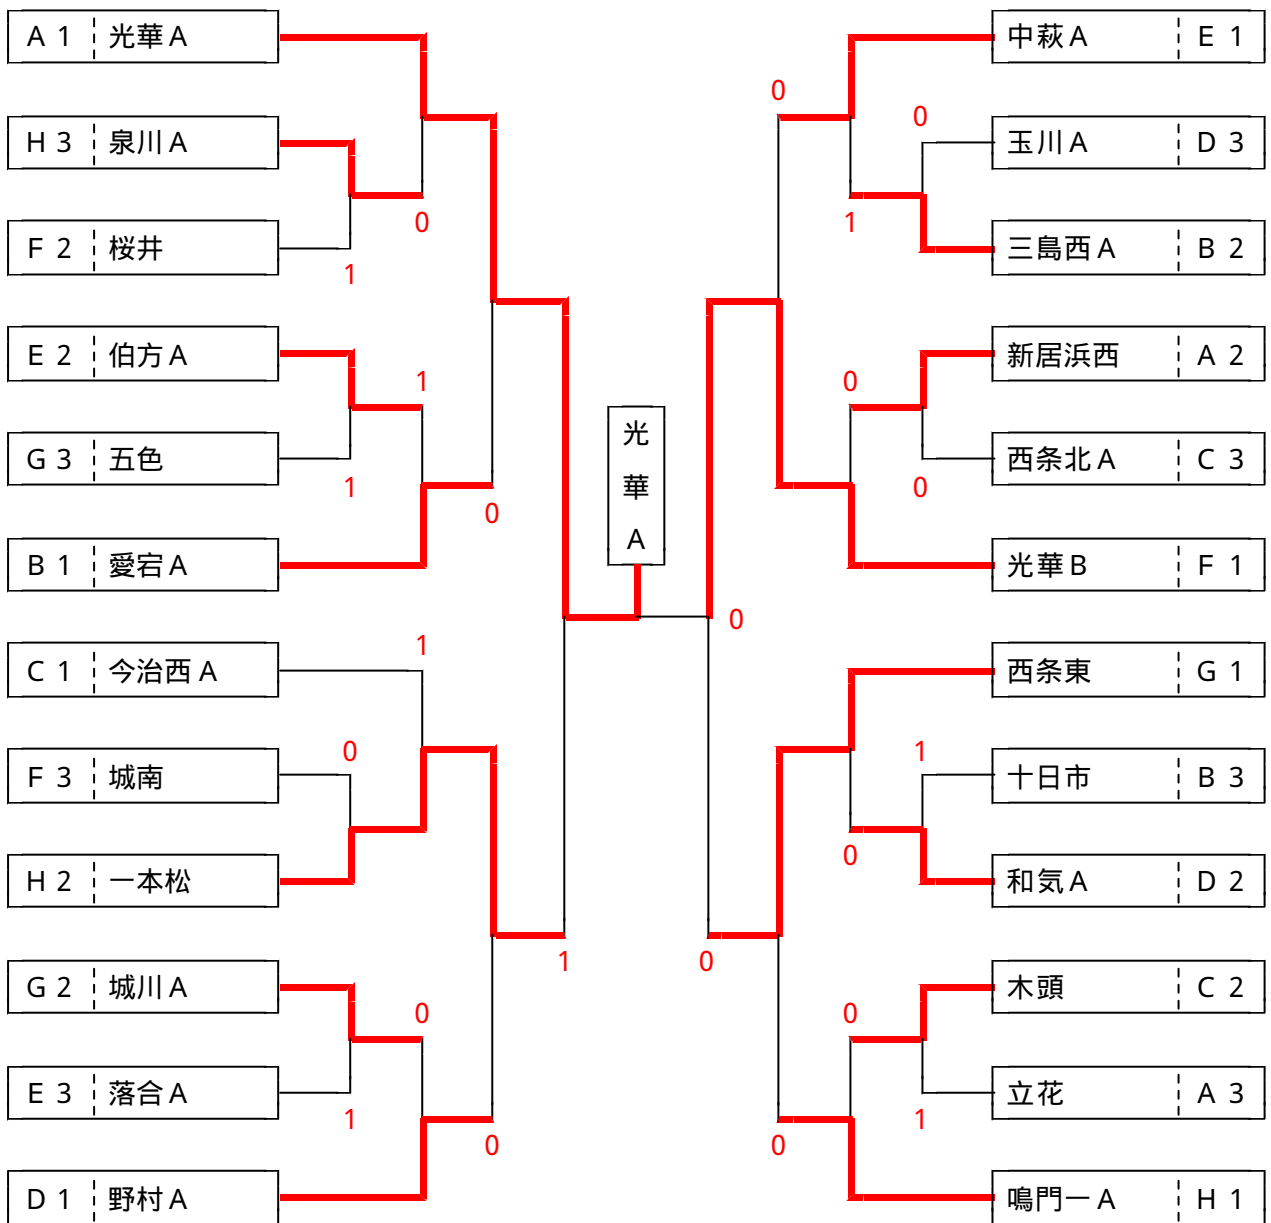 A 1 光華A
H 3 泉川A
0
F 2 桜井
1
E 2 伯方A
1
G 3 五色
1
0
B 1 愛宕A
C 1 今治西A
1
F 3 城南
0
H 2 一本松
1
G 2 城川A
0
E 3 落合A
1
0
D 1 野村A
光
華
A
0
中萩A E 1
0
玉川A D 3
0
三島西A B 2
1
新居浜西 A 2
0
西条北A C 3
0
光華B F 1
西条東 G 1
十日市 B 3
1
和気A D 2
0
0
木頭 C 2
0
立花 A 3
1
0
鳴門一A H 1